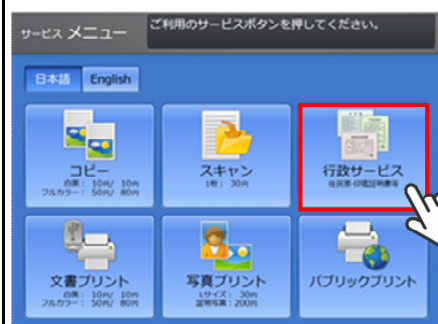 サービス メニュー
ご利用のサービスボタンを押してください。
日本語
English
コピー
白黒： 10円/ 10円
フルカラー： 50円/ 80円
スキャン
1枚： 30円
行政サービス
住民票・印鑑証明書等
文書プリント
白黒： 10円/ 10円
フルカラー： 50円/ 80円
写真プリント
Lサイズ： 30円
証明写真：200円
パブリックプリント